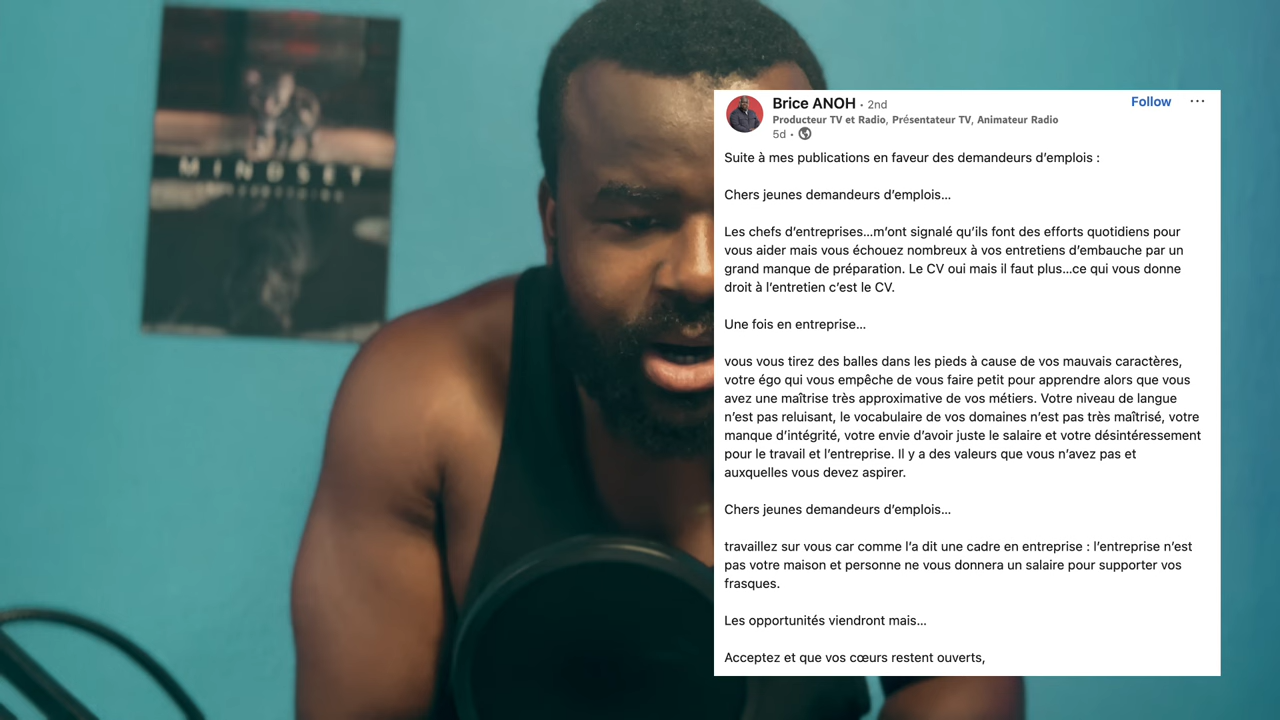 MINDSET
Brice ANOH · 2nd
Follow ···
Producteur TV et Radio, Présentateur TV, Animateur Radio
5d ·
Suite à mes publications en faveur des demandeurs d’emplois :
Chers jeunes demandeurs d’emplois...
Les chefs d’entreprises...m’ont signalé qu’ils font des efforts quotidiens pour
vous aider mais vous échouez nombreux à vos entretiens d’embauche par un
grand manque de préparation. Le CV oui mais il faut plus...ce qui vous donne
droit à l’entretien c’est le CV.
Une fois en entreprise...
vous vous tirez des balles dans les pieds à cause de vos mauvais caractères,
votre égo qui vous empêche de vous faire petit pour apprendre alors que vous
avez une maîtrise très approximative de vos métiers. Votre niveau de langue
n’est pas reluisant, le vocabulaire de vos domaines n’est pas très maîtrisé, votre
manque d’intégrité, votre envie d’avoir juste le salaire et votre désintéressement
pour le travail et l’entreprise. Il y a des valeurs que vous n’avez pas et
auxquelles vous devez aspirer.
Chers jeunes demandeurs d’emplois...
travaillez sur vous car comme l’a dit une cadre en entreprise : l’entreprise n’est
pas votre maison et personne ne vous donnera un salaire pour supporter vos
frasques.
Les opportunités viendront mais...
Acceptez et que vos cœurs restent ouverts,